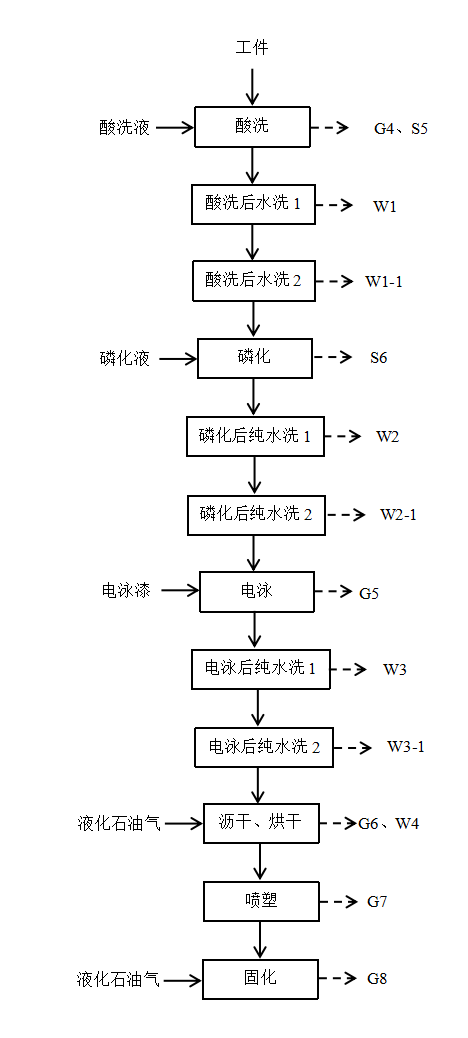 工件
酸洗液 酸洗 G4、S5
酸洗后水洗1 W1
酸洗后水洗2 W1-1
磷化液 磷化 S6
磷化后纯水洗1 W2
磷化后纯水洗2 W2-1
电泳漆 电泳 G5
电泳后纯水洗1 W3
电泳后纯水洗2 W3-1
液化石油气 沥干、烘干 G6、W4
喷塑 G7
液化石油气 固化 G8